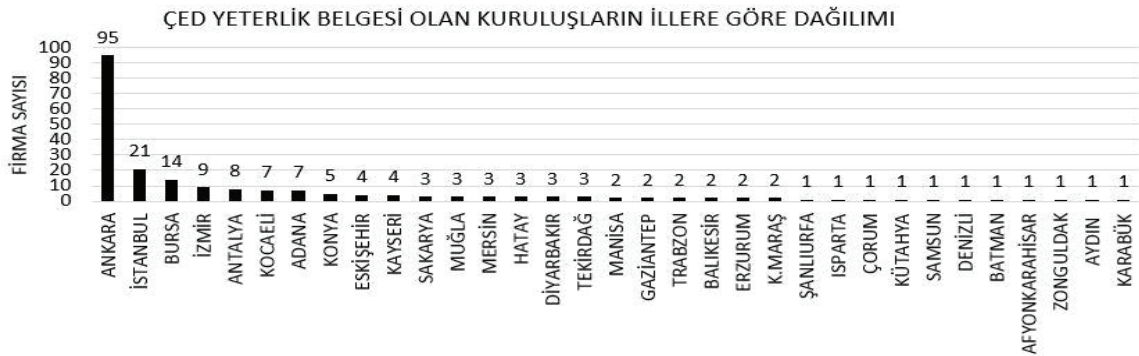 ÇED YETERLİK BELGESİ OLAN KURULUŞLARIN İLLERE GÖRE DAĞILIMI
FİRMA SAYISI
100
90
80
70
60
50
40
30
20
10
0
95 21 14 9 8 7 7 5 4 4 3 3 3 3 3 3 2 2 2 2 2 2 1 1 1 1 1 1 1 1 1 1 1
ANKARA
İSTANBUL
BURSA
İZMİR
ANTALYA
KOCAELİ
ADANA
KONYA
ESKİŞEHİR
KAYSERİ
SAKARYA
MUĞLA
MERSİN
HATAY
DİYARBAKIR
TEKİRDAĞ
MANİSA
GAZİANTEP
TRABZON
BALIKESİR
ERZURUM
K.MARAŞ
ŞANLIURFA
ISPARTA
ÇORUM
KÜTAHYA
SAMSUN
DENİZLİ
BATMAN
AFYONKARAHİSAR
ZONGULDAK
AYDIN
KARABÜK